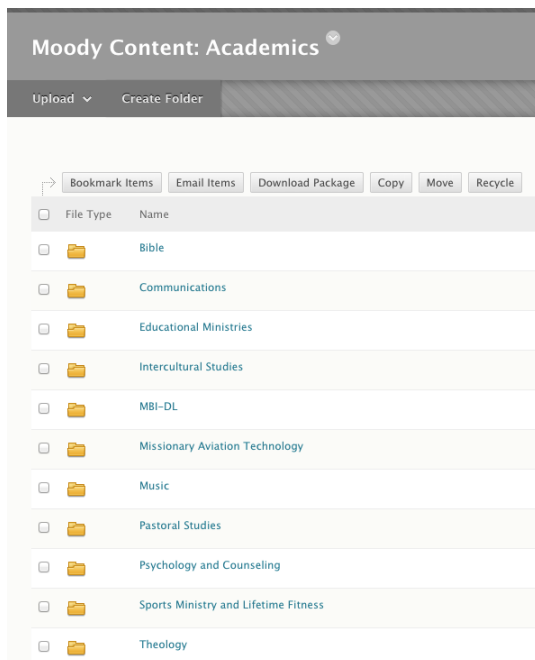 Moody Content: Academics
Upload Create Folder
Bookmark Items Email Items Download Package Copy Move Recycle
File Type Name
Bible
Communications
Educational Ministries
Intercultural Studies
MBI-DL
Missionary Aviation Technology
Music
Pastoral Studies
Psychology and Counseling
Sports Ministry and Lifetime Fitness
Theology